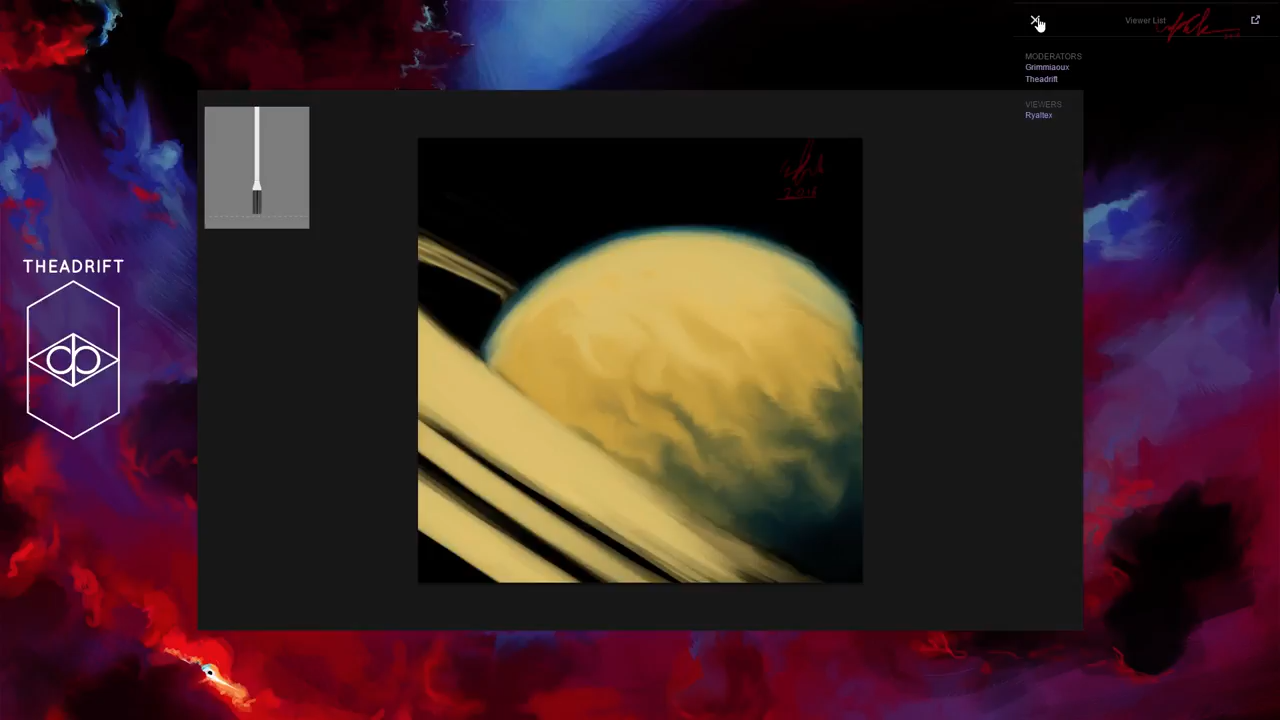 Viewer List
MODERATORS
Grimmiaoux
Theadrift
VIEWERS
Ryaltex
THEADRIFT